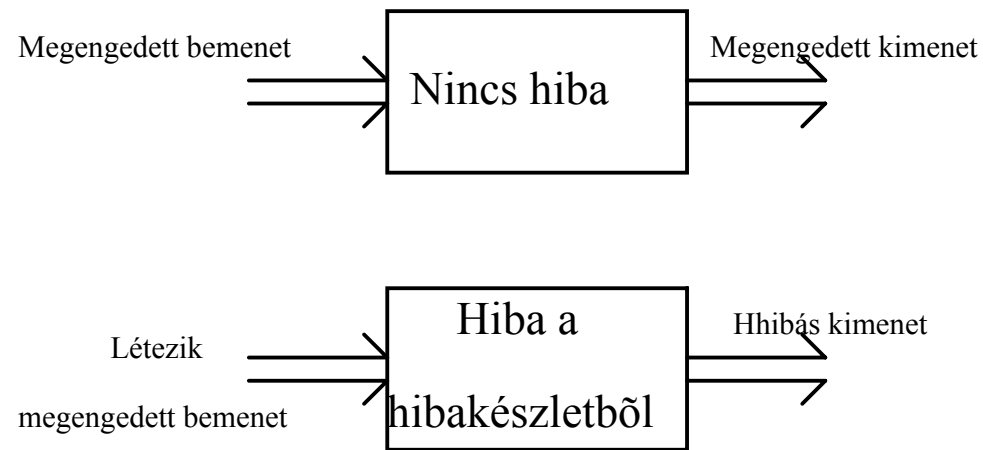 Megengedett bemenet
Nincs hiba
Megengedett kimenet
Létezik
megengedett bemenet
Hiba a
hibakészletbõl
Hhibás kimenet